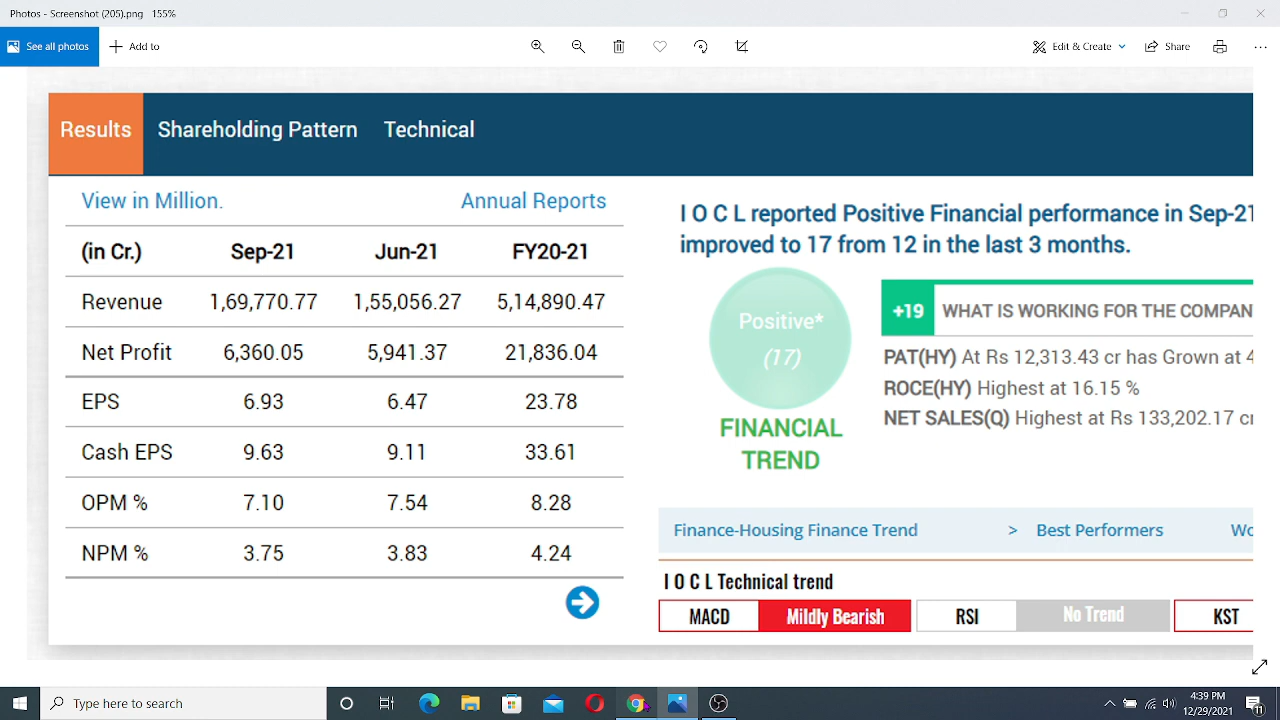 Photos - Screenshot (205).png 155%
See all photos + Add to Edit & Create Share
Results Shareholding Pattern Technical
View in Million. Annual Reports
(in Cr.) Sep-21 Jun-21 FY20-21
Revenue 1,69,770.77 1,55,056.27 5,14,890.47
Net Profit 6,360.05 5,941.37 21,836.04
EPS 6.93 6.47 23.78
Cash EPS 9.63 9.11 33.61
OPM % 7.10 7.54 8.28
NPM % 3.75 3.83 4.24
I O C L reported Positive Financial performance in Sep-21
improved to 17 from 12 in the last 3 months.
Positive*
(17)
FINANCIAL
TREND
+19 WHAT IS WORKING FOR THE COMPAN
PAT(HY) At Rs 12,313.43 cr has Grown at 4
ROCE(HY) Highest at 16.15 %
NET SALES(Q) Highest at Rs 133,202.17 cr
Finance-Housing Finance Trend > Best Performers Wo
I O C L Technical trend
MACD Mildly Bearish RSI No Trend KST
Type here to search
4:39 PM
12/29/2021
11